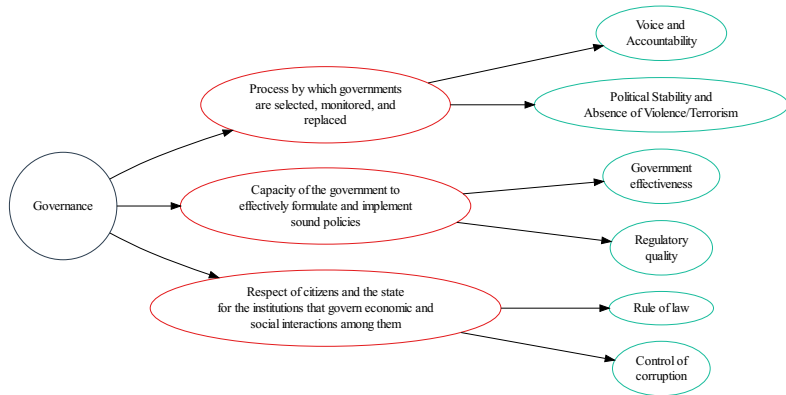 Governance
Process by which governments
are selected, monitored, and
replaced
Voice and
Accountability
Political Stability and
Absence of Violence/Terrorism
Capacity of the government to
effectively formulate and implement
sound policies
Government
effectiveness
Regulatory
quality
Respect of citizens and the state
for the institutions that govern economic and
social interactions among them
Rule of law
Control of
corruption